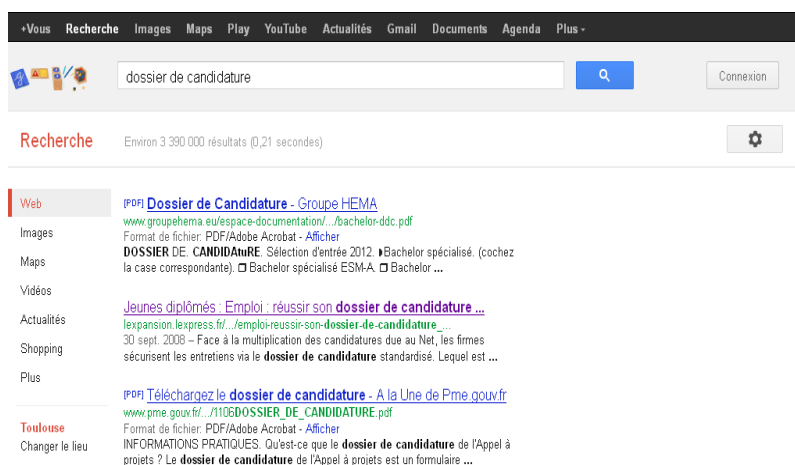 +Vous Recherche Images Maps Play YouTube Actualités Gmail Documents Agenda Plus
dossier de candidature
Connexion
Recherche
Environ 3 390 000 résultats (0,21 secondes)
Web
Images
Maps
Vidéos
Actualités
Shopping
Plus
Toulouse
Changer le lieu
[PDF] Dossier de Candidature - Groupe HEMA
www.groupehema.eu/espace-documentation/.../bachelor-ddc.pdf
Format de fichier: PDF/Adobe Acrobat - Afficher
DOSSIER DE. CANDIDAtuRE. Sélection d'entrée 2012. ◗Bachelor spécialisé. (cochez
la case correspondante). ❒ Bachelor spécialisé ESM-A. ❒ Bachelor ...
Jeunes diplômés : Emploi : réussir son dossier de candidature ...
lexpansion.lexpress.fr/.../emploi-reussir-son-dossier-de-candidature_...
30 sept. 2008 – Face à la multiplication des candidatures due au Net, les firmes
sécurisent les entretiens via le dossier de candidature standardisé. Lequel est ...
[PDF] Téléchargez le dossier de candidature - A la Une de Pme.gouv.fr
www.pme.gouv.fr/.../1106DOSSIER_DE_CANDIDATURE.pdf
Format de fichier: PDF/Adobe Acrobat - Afficher
INFORMATIONS PRATIQUES. Qu'est-ce que le dossier de candidature de l'Appel à
projets ? Le dossier de candidature de l'Appel à projets est un formulaire ...